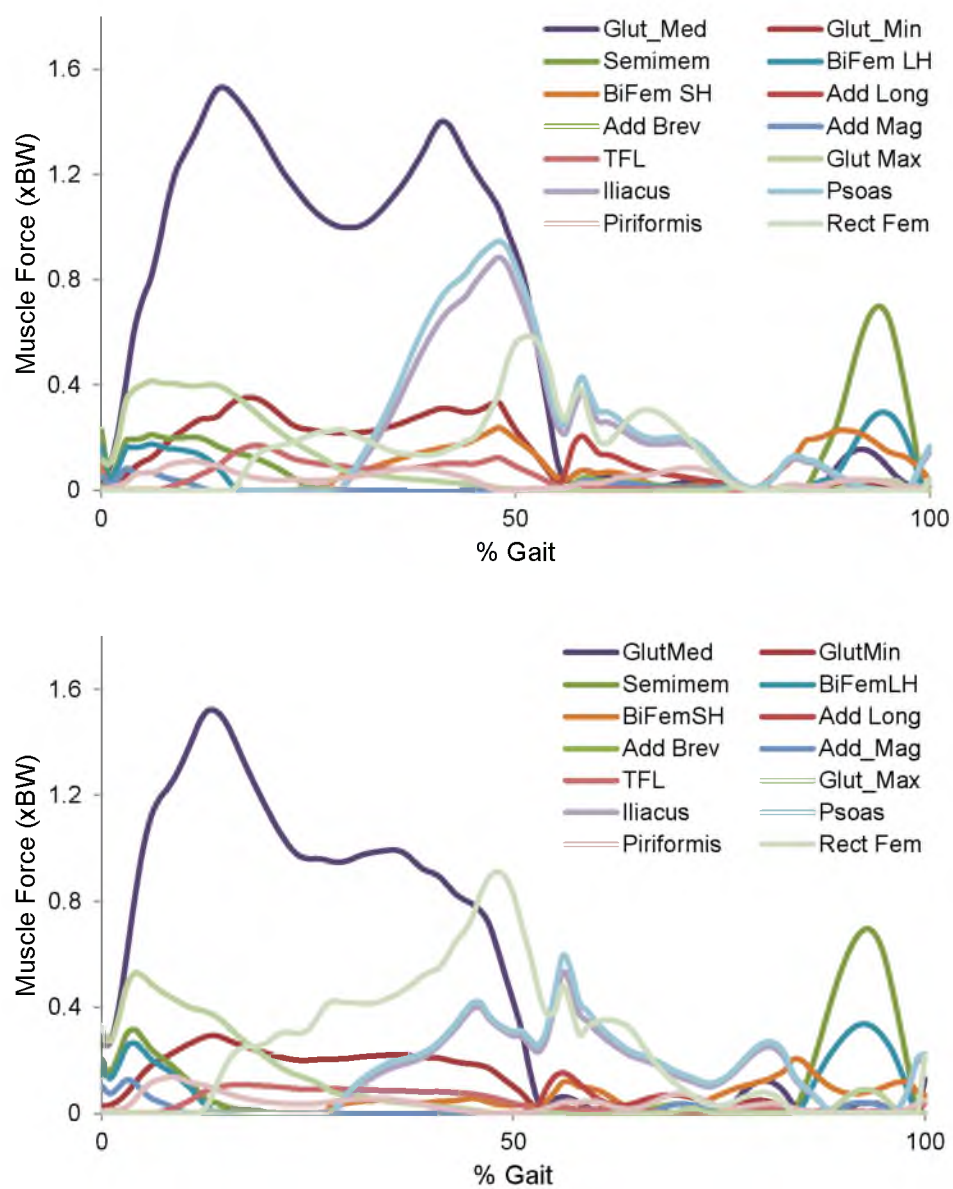 Glut_Med Glut_Min
1.6 Semimem BiFem LH
BiFem SH Add Long
Add Brev Add Mag
1.2 TFL Glut Max
Iliacus Psoas
Piriformis Rect Fem
Muscle Force (xBW)
0.8
0.4
0
0 50 100
% Gait
GlutMed GlutMin
1.6 Semimem BiFemLH
BiFemSH Add Long
Add Brev Add_Mag
1.2 TFL Glut_Max
Iliacus Psoas
Piriformis Rect Fem
Muscle Force (xBW)
0.8
0.4
0
0 50 100
% Gait